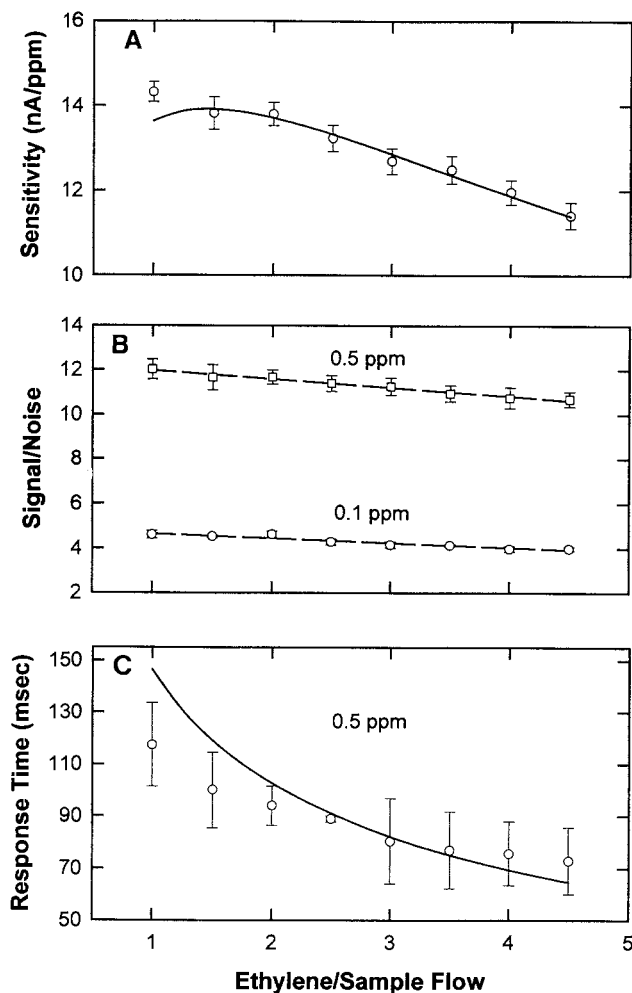 A
Sensitivity (nA/ppm)
16
14
12
10
B
Signal/Noise
14
12
10
8
6
4
2
0.5 ppm
0.1 ppm
C
Response Time (msec)
150
130
110
90
70
50
0.5 ppm
1 2 3 4 5
Ethylene/Sample Flow